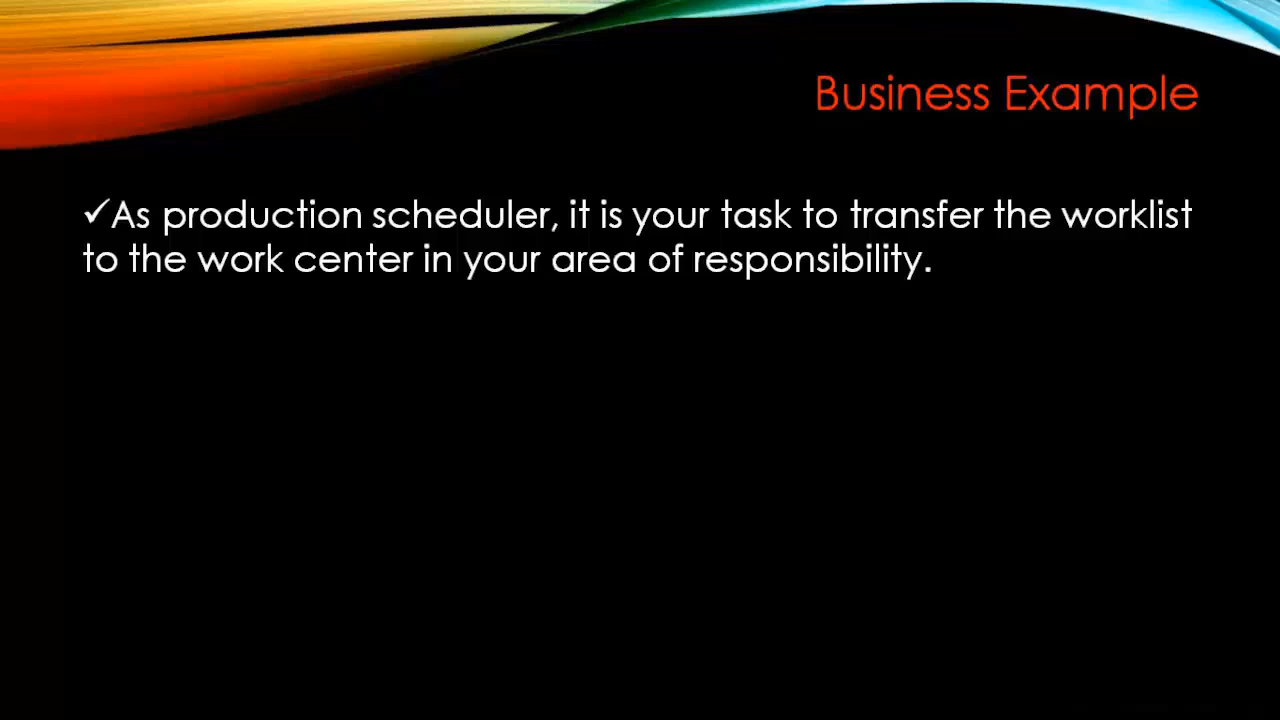 Business Example
✓As production scheduler, it is your task to transfer the worklist
to the work center in your area of responsibility.